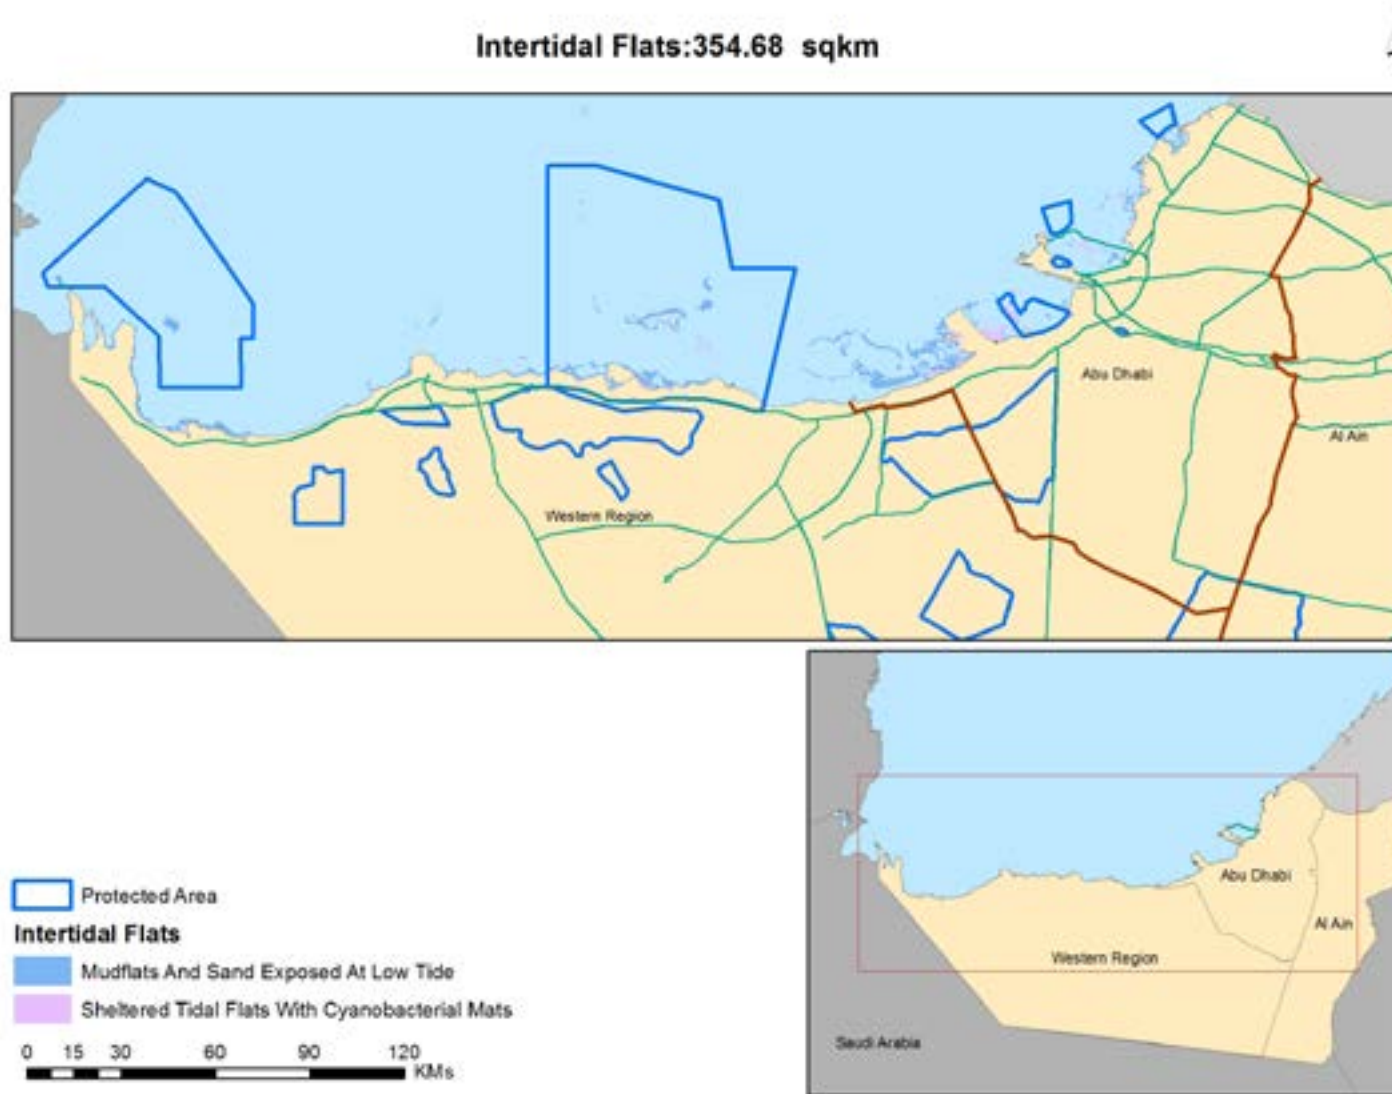 Intertidal Flats:354.68 sqkm
Abu Dhabi
Al Ain
Western Region
Abu Dhabi
Al Ain
Western Region
Saudi Arabia
Protected Area
Intertidal Flats
Mudflats And Sand Exposed At Low Tide
Sheltered Tidal Flats With Cyanobacterial Mats
0 15 30 60 90 120
KMs